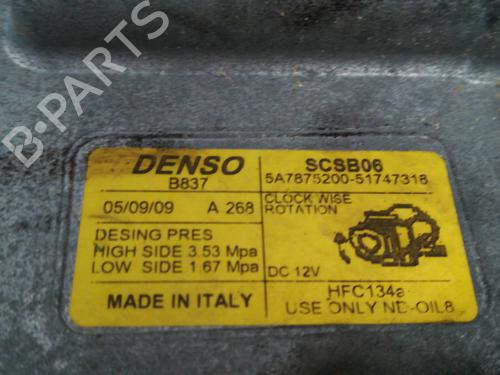 B-PARTS
DENSO
B837
SCSB06
5A7875200-51747318
05/09/09 A 268
CLOCK WISE
ROTATION
DESING PRES
HIGH SIDE 3.53 Mpa
LOW SIDE 1.67 Mpa
DC 12V
MADE IN ITALY
HFC134a
USE ONLY ND-OIL8